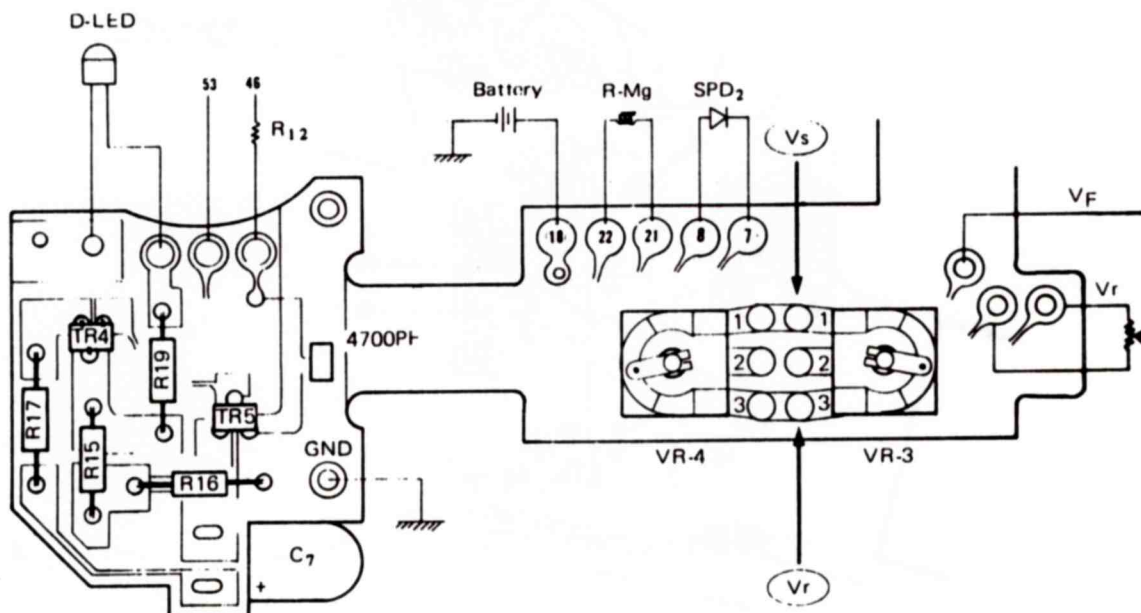 D-LED
53 46
R12
Battery
R-Mg
SPD2
Vs
VF
18 22 21 8 7
Vr
TR4
R19
4700PF
1 1
2 2
3 3
R17
TR5
R15
R16
GND
VR-4
VR-3
C7
+
Vr